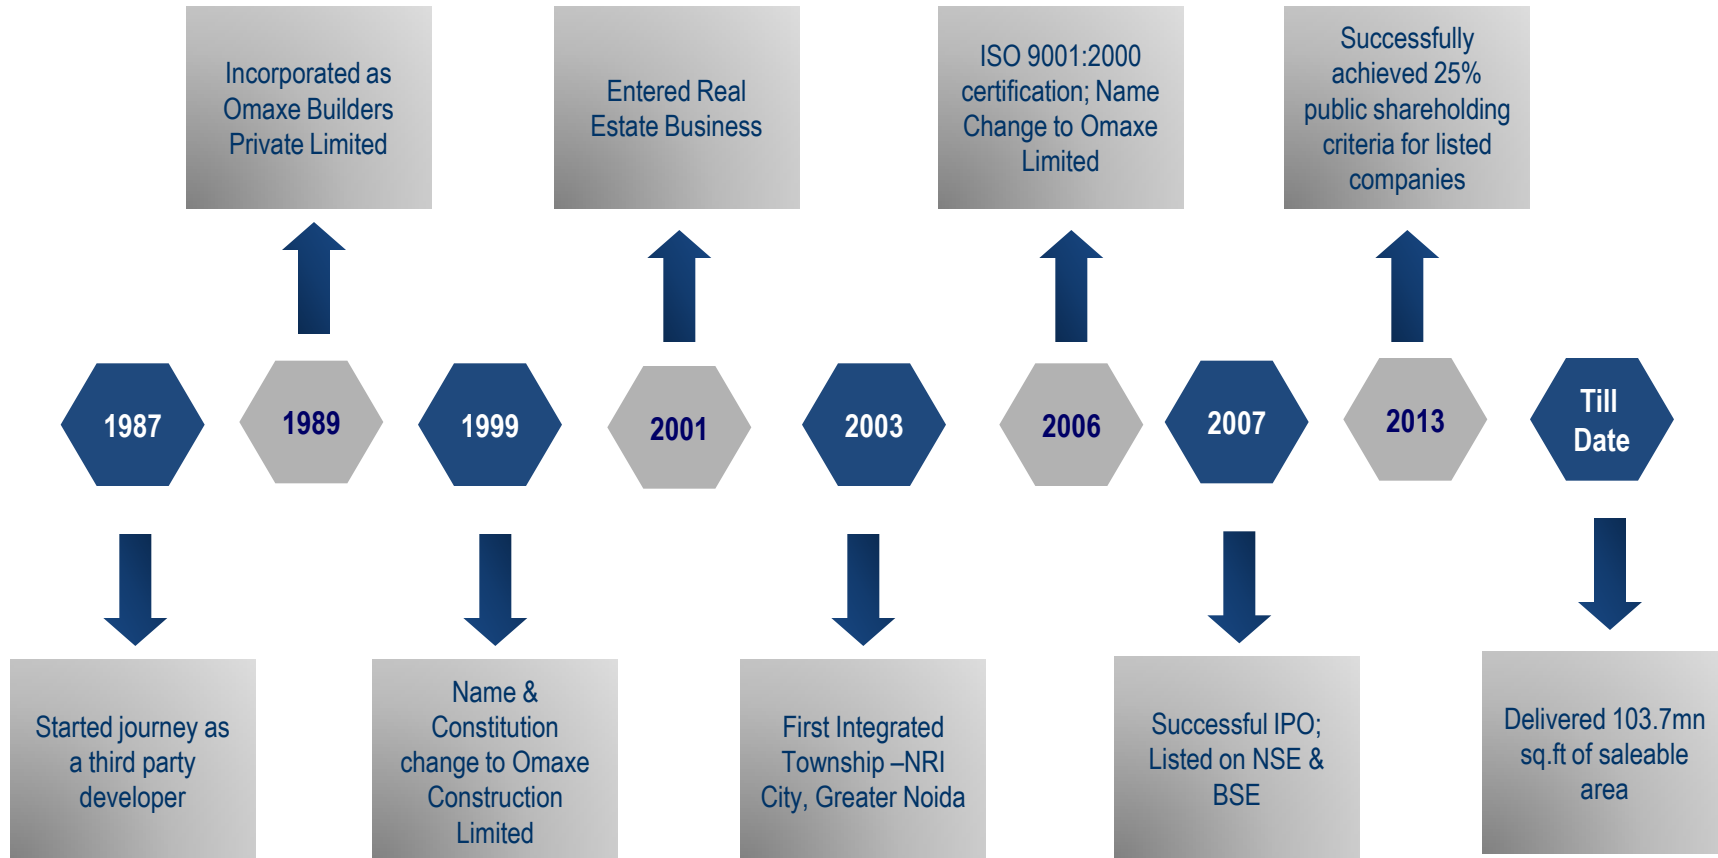 Incorporated as
Omaxe Builders
Private Limited
Entered Real
Estate Business
ISO 9001:2000
certification; Name
Change to Omaxe
Limited
Successfully
achieved 25%
public shareholding
criteria for listed
companies
1987
1989
1999
2001
2003
2006
2007
2013
Till
Date
Started journey as
a third party
developer
Name &
Constitution
change to Omaxe
Construction
Limited
First Integrated
Township –NRI
City, Greater Noida
Successful IPO;
Listed on NSE &
BSE
Delivered 103.7mn
sq.ft of saleable
area